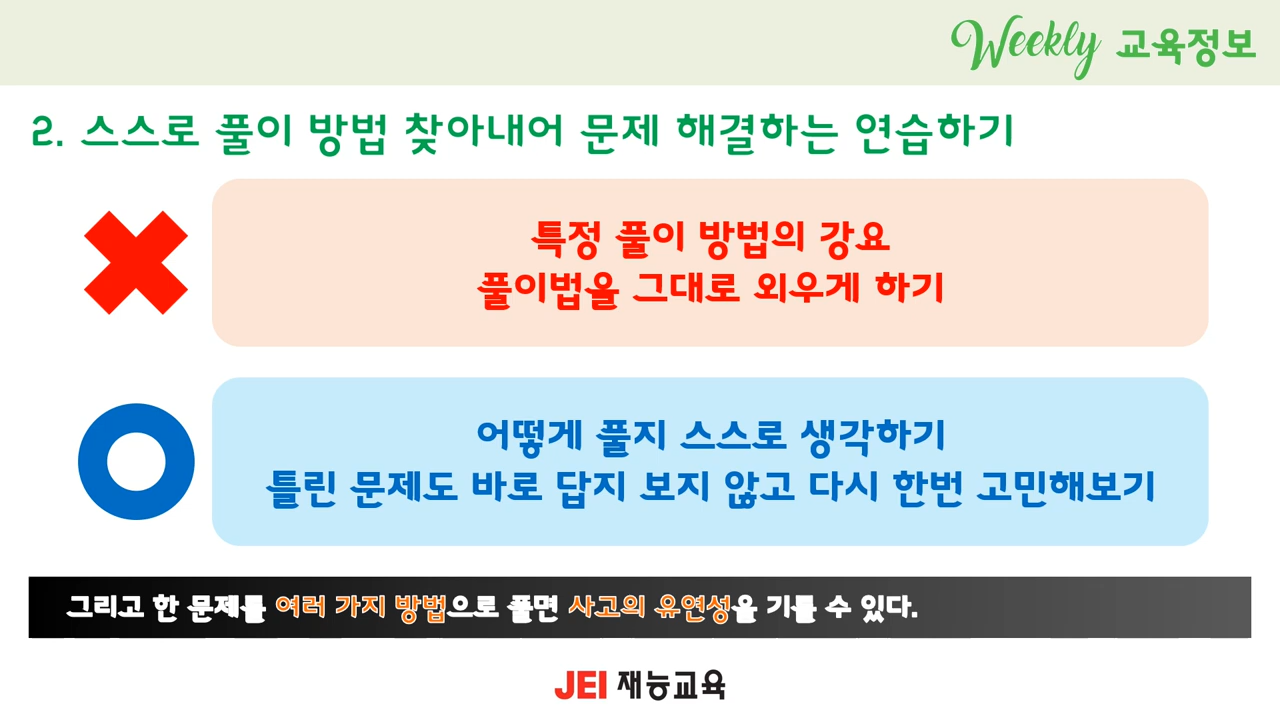 Weekly 교육정보
2. 스스로 풀이 방법 찾아내어 문제 해결하는 연습하기
특정 풀이 방법의 강요
풀이법을 그대로 외우게 하기
어떻게 풀지 스스로 생각하기
틀린 문제도 바로 답지 보지 않고 다시 한번 고민해보기
그리고 한 문제를 여러 가지 방법으로 풀면 사고의 유연성을 기를 수 있다.
JEI 재능교육